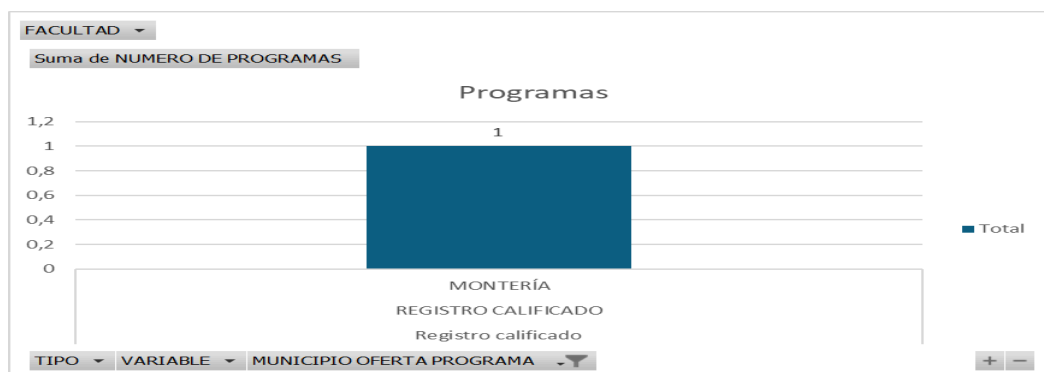 FACULTAD
Suma de NUMERO DE PROGRAMAS
Programas
1,2
1
1
0,8
0,6
0,4
0,2
0
Total
MONTERÍA
REGISTRO CALIFICADO
Registro calificado
TIPO VARIABLE MUNICIPIO OFERTA PROGRAMA + −